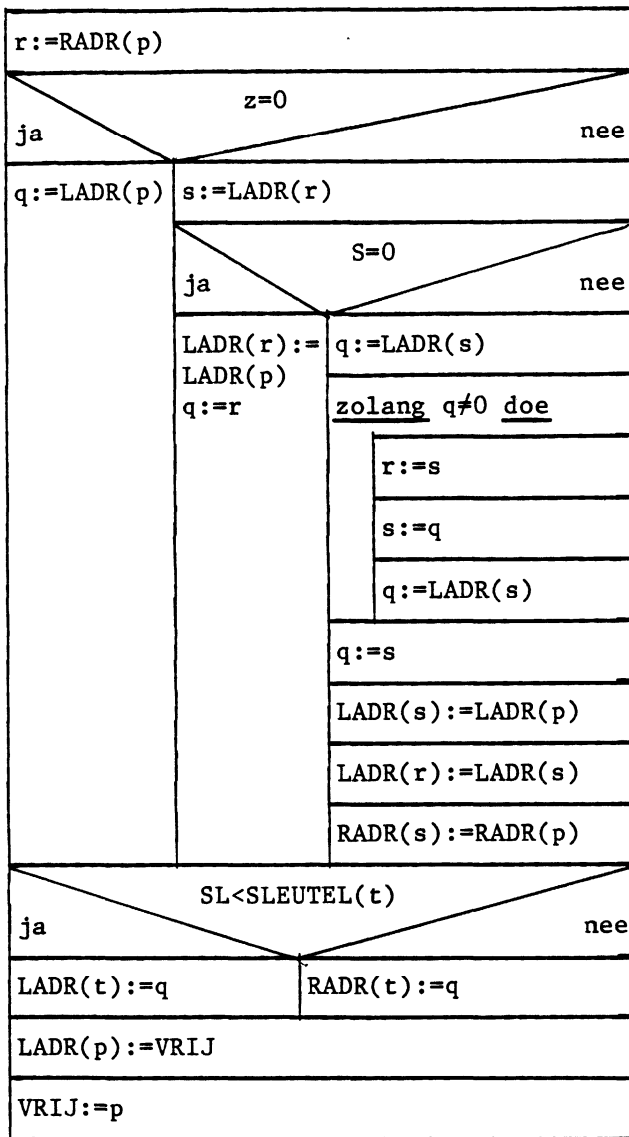 r:=RADR(p)
z=0
ja
nee
q:=LADR(p)
s:=LADR(r)
S=0
ja
nee
LADR(r):=
LADR(p)
q:=r
q:=LADR(s)
zolang q≠0 doe
r:=s
s:=q
q:=LADR(s)
q:=s
LADR(s):=LADR(p)
LADR(r):=LADR(s)
RADR(s):=RADR(p)
SL<SLEUTEL(t)
ja
nee
LADR(t):=q
RADR(t):=q
LADR(p):=VRIJ
VRIJ:=p